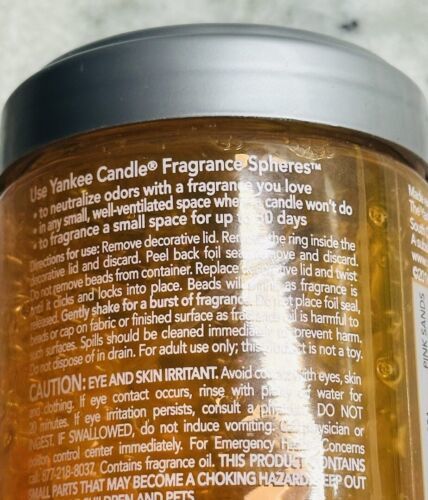 Use Yankee Candle® Fragrance Spheres™
• to neutralize odors with a fragrance you love
• in any small, well-ventilated space where a candle won't do
• to fragrance a small space for up to 30 days
Directions for use: Remove decorative lid. Remove the ring inside the
decorative lid and discard. Peel back foil seal, remove and discard.
Do not remove beads from container. Replace decorative lid and twist
until it clicks and locks into place. Beads will shrink as fragrance is
released. Gently shake for a burst of fragrance. Do not place foil seal,
beads or cap on fabric or finished surface as fragrance oil is harmful to
such surfaces. Spills should be cleaned immediately to prevent harm.
Do not dispose of in drain. For adult use only; this product is not a toy.
CAUTION: EYE AND SKIN IRRITANT. Avoid contact with eyes, skin
and clothing. If eye contact occurs, rinse with plenty of water for
20 minutes. If eye irritation persists, consult a physician. DO NOT
INGEST. IF SWALLOWED, do not induce vomiting. Call physician or
poison control center immediately. For Emergency Health Concerns
call: 877-218-8037. Contains fragrance oil. THIS PRODUCT CONTAINS
SMALL PARTS THAT MAY BECOME A CHOKING HAZARD. KEEP OUT
CHILDREN AND PETS
Made
The Ya
South
A subs
www.
©201
PINK SANDS